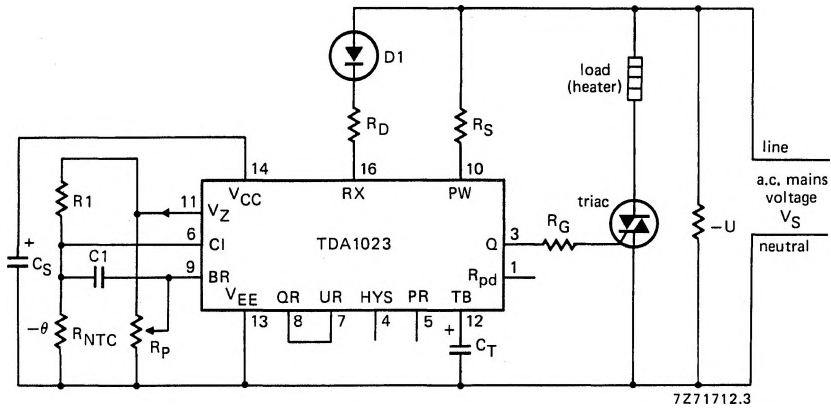 D1
load
(heater)
R_D
R_S
line
14
16
10
V_CC
RX
PW
a.c. mains
voltage
V_S
R1
11
V_Z
triac
-U
6
CI
TDA1023
Q
3
R_G
neutral
+
C_S
C1
9
BR
R_pd
1
V_EE
QR
UR
HYS
PR
TB
-θ
R_NTC
R_P
13
8
7
4
5
+
12
C_T
7Z71712.3